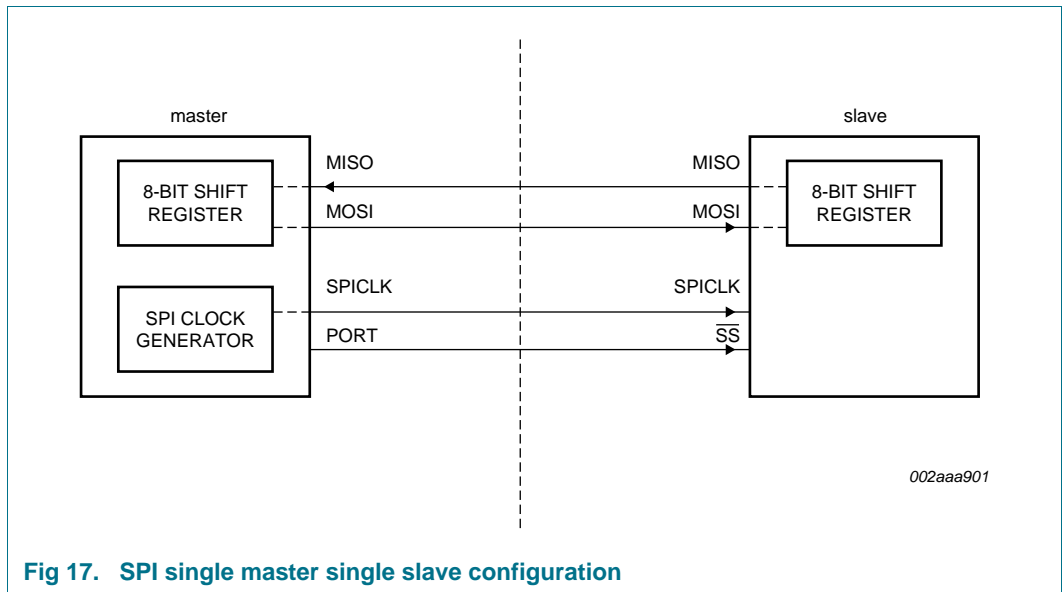 master
slave
8-BIT SHIFT
REGISTER
MISO
MISO
8-BIT SHIFT
REGISTER
MOSI
MOSI
SPI CLOCK
GENERATOR
SPICLK
SPICLK
PORT
S̅S̅
002aaa901
Fig 17. SPI single master single slave configuration